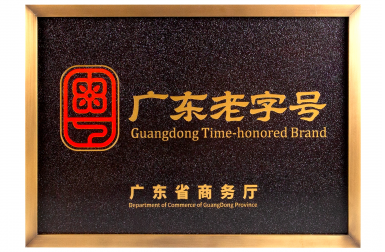 粤
广东老字号
Guangdong Time-honored Brand
广东省商务厅
Department of Commerce of GuangDong Province